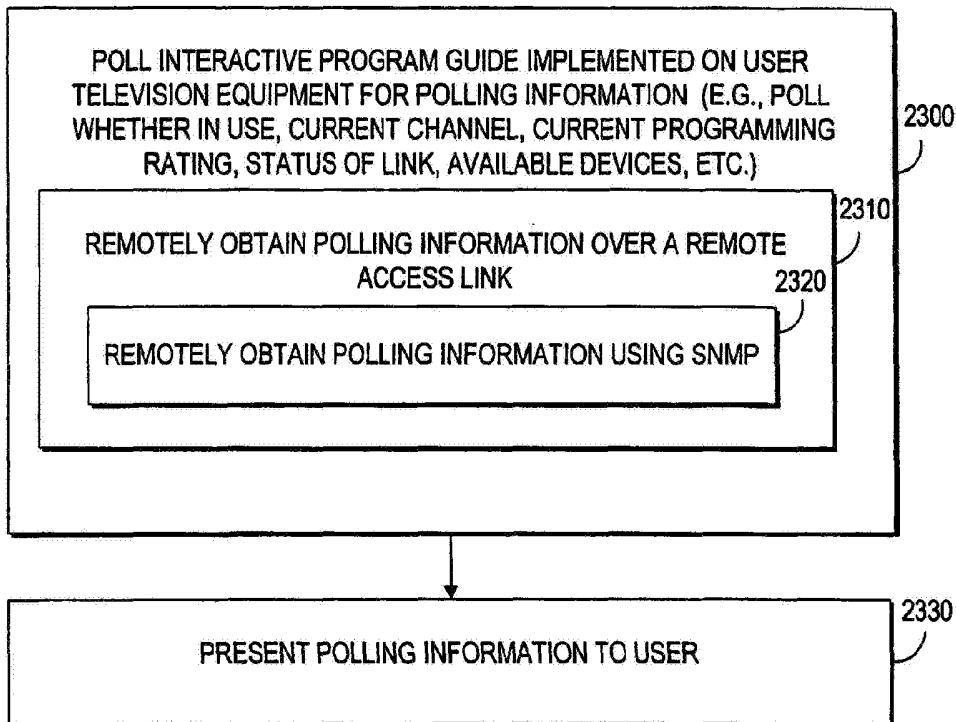 POLL INTERACTIVE PROGRAM GUIDE IMPLEMENTED ON USER
TELEVISION EQUIPMENT FOR POLLING INFORMATION (E.G., POLL
WHETHER IN USE, CURRENT CHANNEL, CURRENT PROGRAMMING
RATING, STATUS OF LINK, AVAILABLE DEVICES, ETC.)
2300
2310
REMOTELY OBTAIN POLLING INFORMATION OVER A REMOTE
ACCESS LINK
2320
REMOTELY OBTAIN POLLING INFORMATION USING SNMP
2330
PRESENT POLLING INFORMATION TO USER